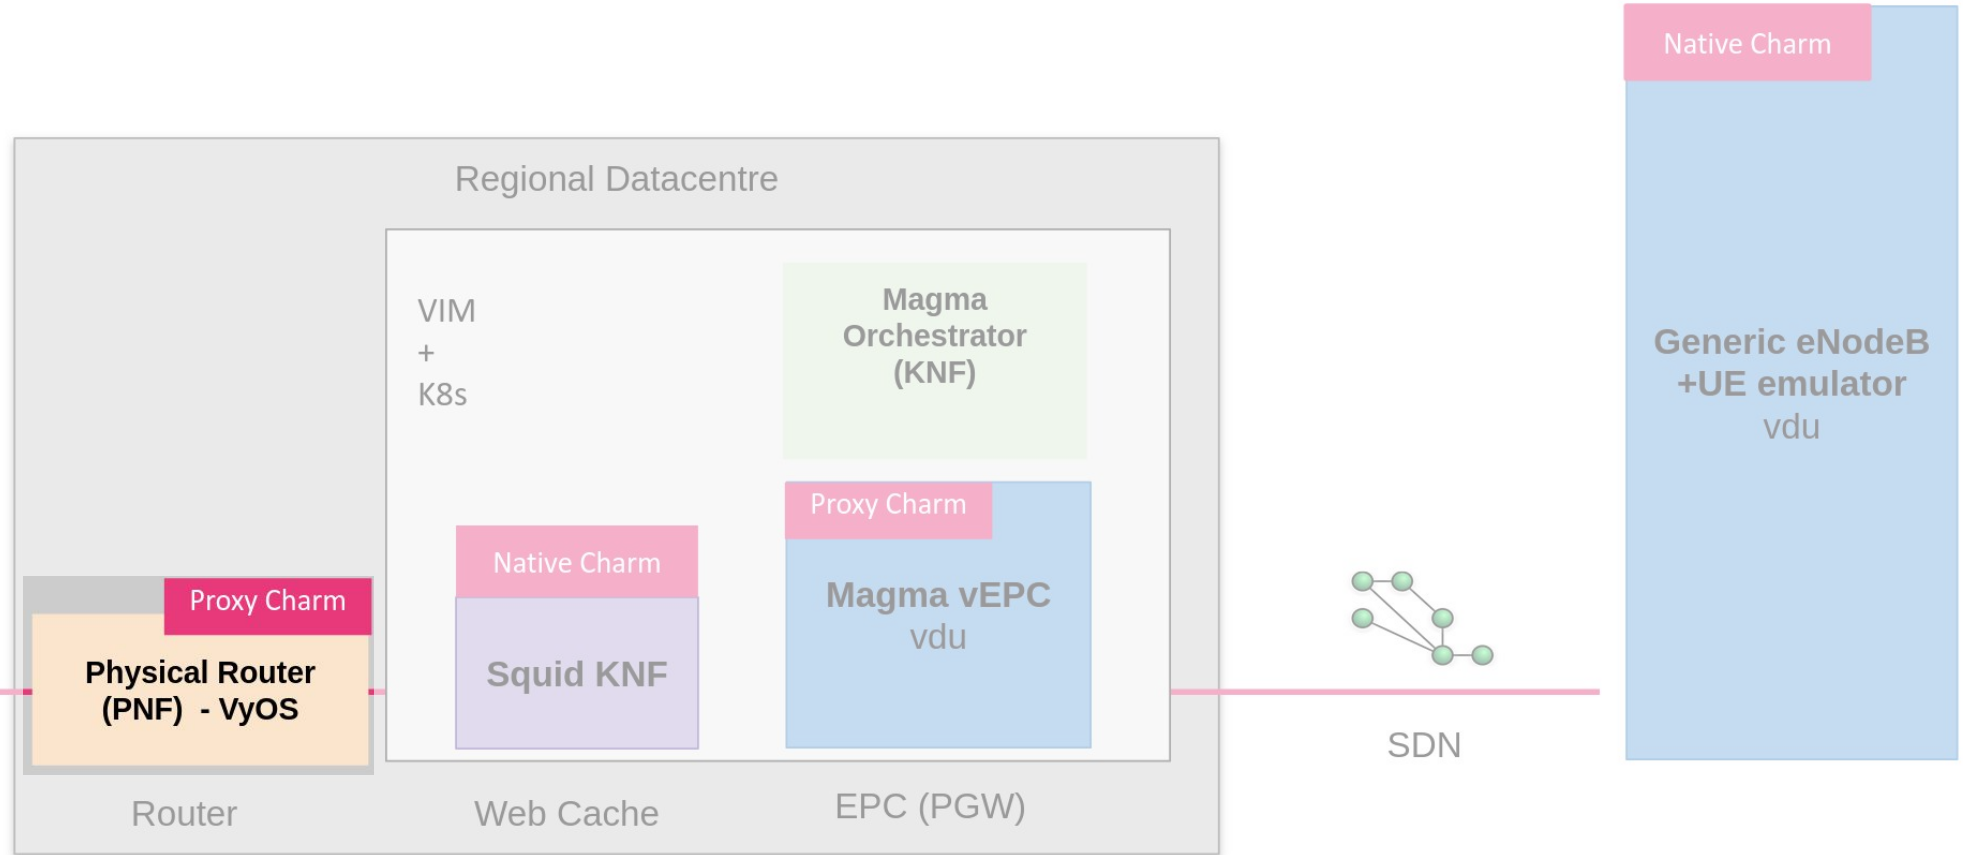 Native Charm
Regional Datacentre
VIM
+
K8s
Magma
Orchestrator
(KNF)
Generic eNodeB
+UE emulator
vdu
Proxy Charm
Magma vEPC
vdu
Native Charm
Squid KNF
Proxy Charm
Physical Router
(PNF) - VyOS
SDN
Router
Web Cache
EPC (PGW)